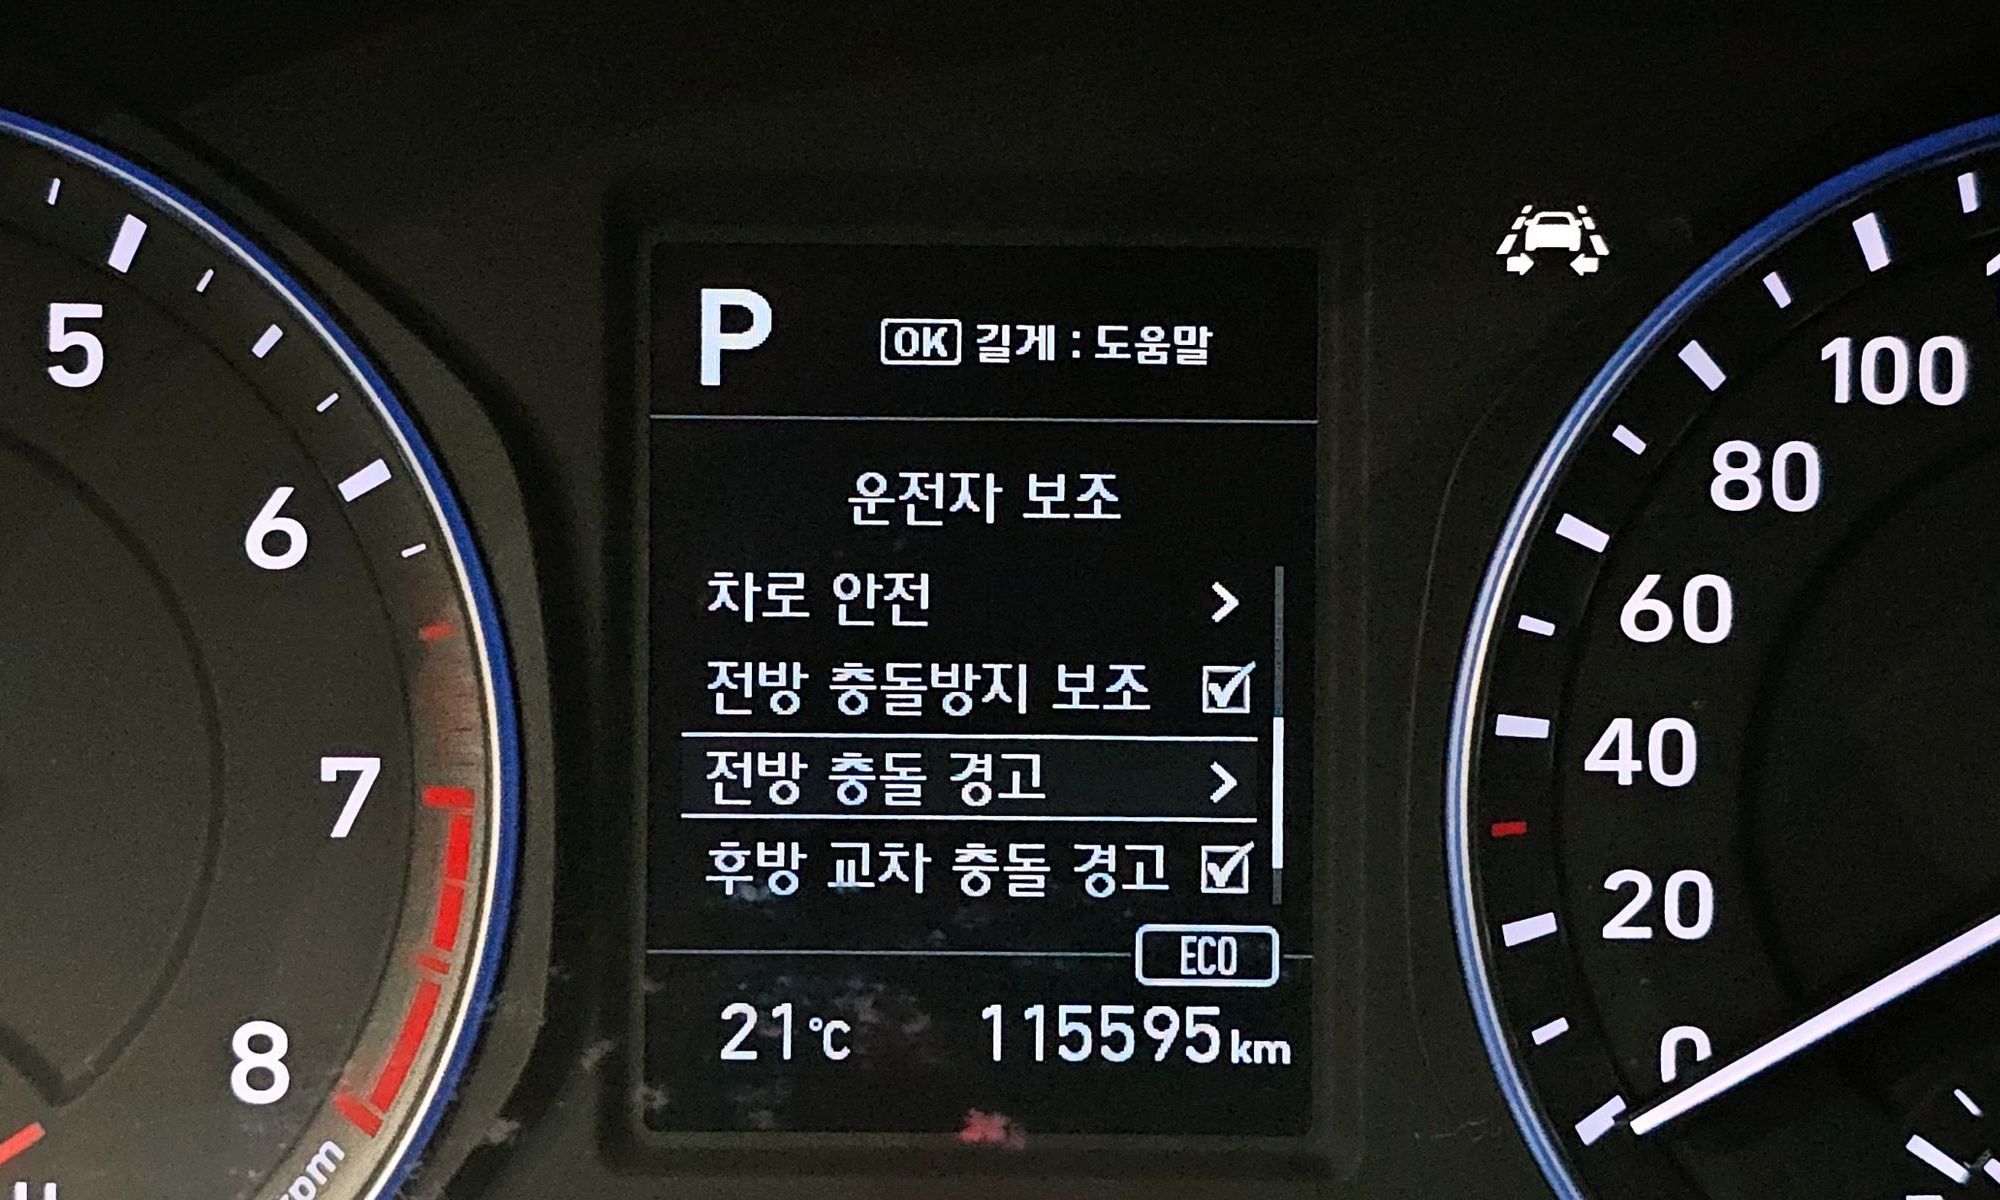 P
OK 길게 : 도움말
운전자 보조
차로 안전
전방 충돌방지 보조
전방 충돌 경고
후방 교차 충돌 경고
ECO
21℃ 115595km
5
6
7
8
rpm
100
80
60
40
20
0